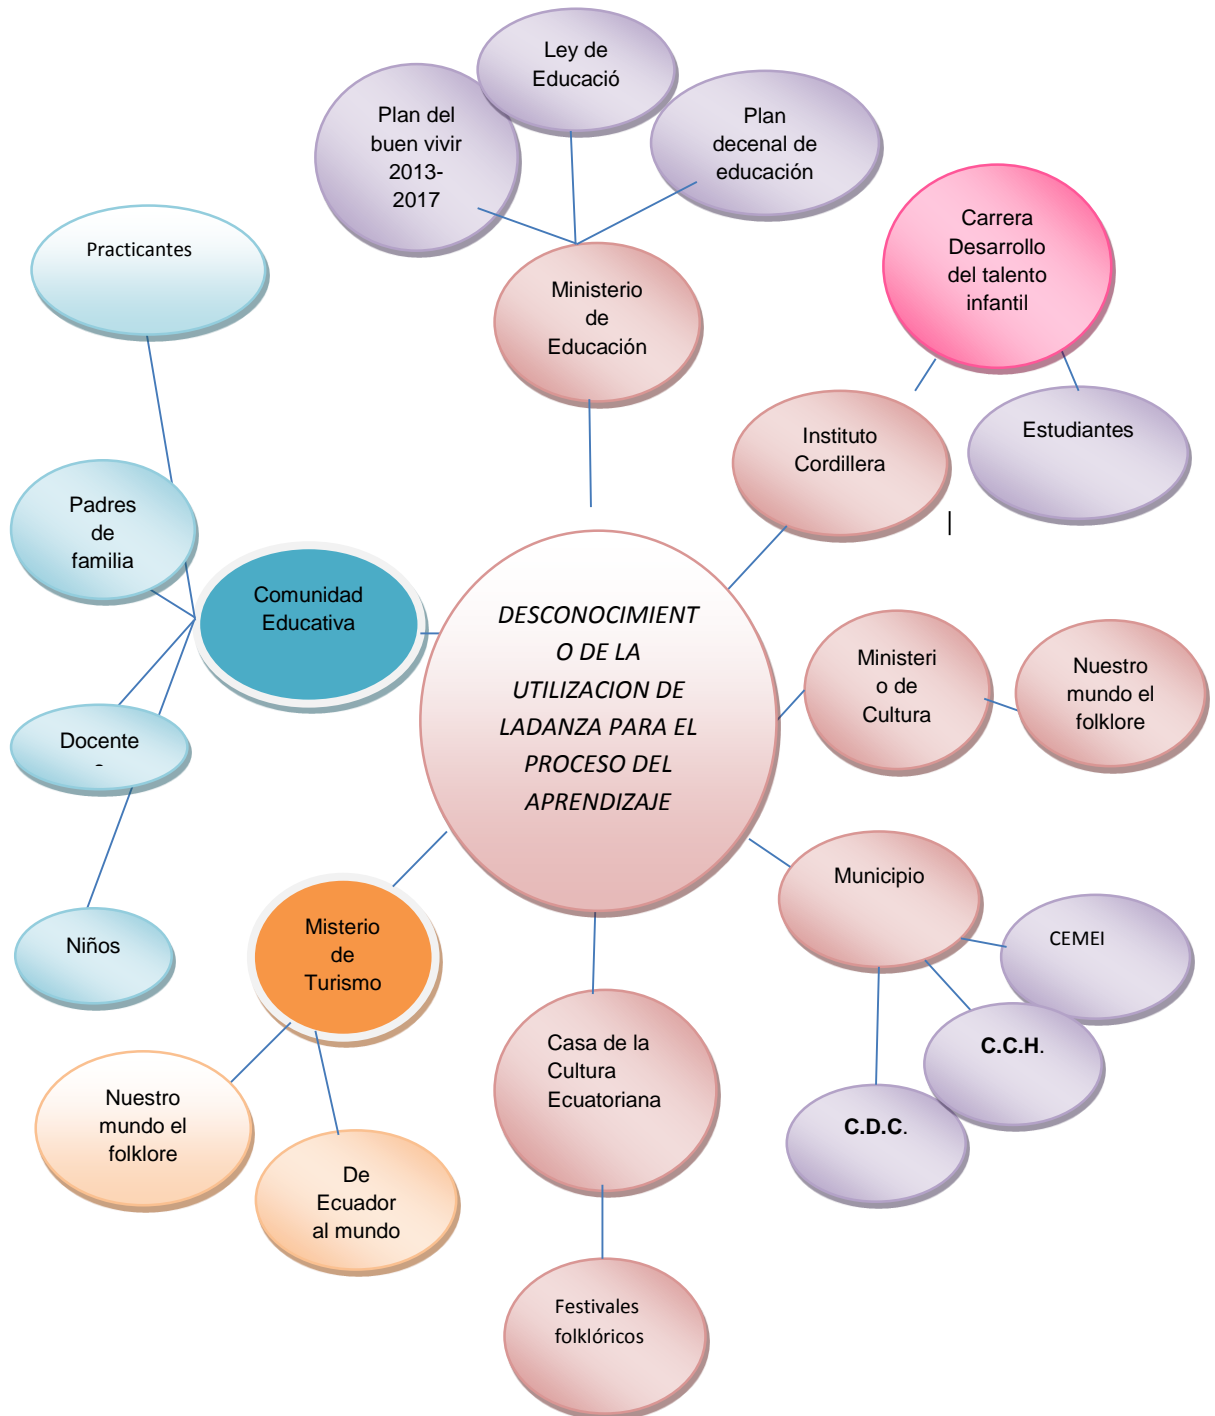 Ley de
Educació
Plan del
buen vivir
2013-
2017
Plan
decenal de
educación
Practicantes
Carrera
Desarrollo
del talento
infantil
Ministerio
de
Educación
Instituto
Cordillera
Estudiantes
Padres
de
familia
Comunidad
Educativa
DESCONOCIMIENT
O DE LA
UTILIZACION DE
LADANZA PARA EL
PROCESO DEL
APRENDIZAJE
Ministeri
o de
Cultura
Nuestro
mundo el
folklore
Docente
Municipio
Niños
Misterio
de
Turismo
CEMEI
C.C.H.
C.D.C.
Casa de la
Cultura
Ecuatoriana
Nuestro
mundo el
folklore
De
Ecuador
al mundo
Festivales
folklóricos